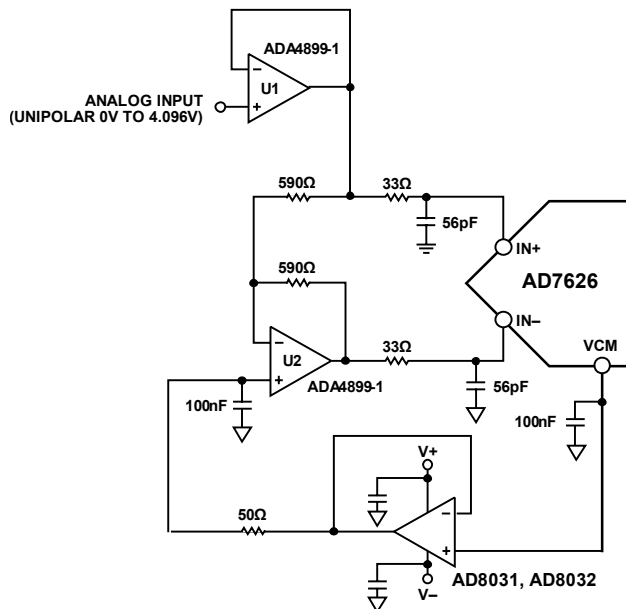 ADA4899-1
−
U1
+
ANALOG INPUT
(UNIPOLAR 0V TO 4.096V)
590Ω
33Ω
56pF
IN+
590Ω
AD7626
IN−
−
U2
+
33Ω
VCM
ADA4899-1
56pF
100nF
100nF
V+
50Ω
−
+
AD8031, AD8032
V−